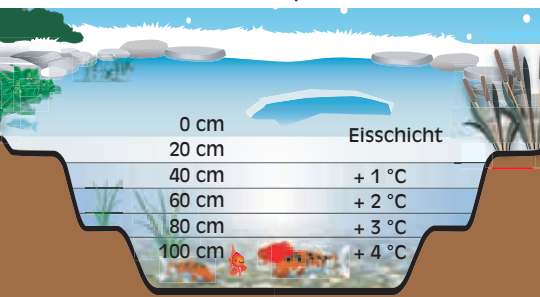 0 cm
Eisschicht
20 cm
40 cm + 1 °C
60 cm + 2 °C
80 cm + 3 °C
100 cm + 4 °C